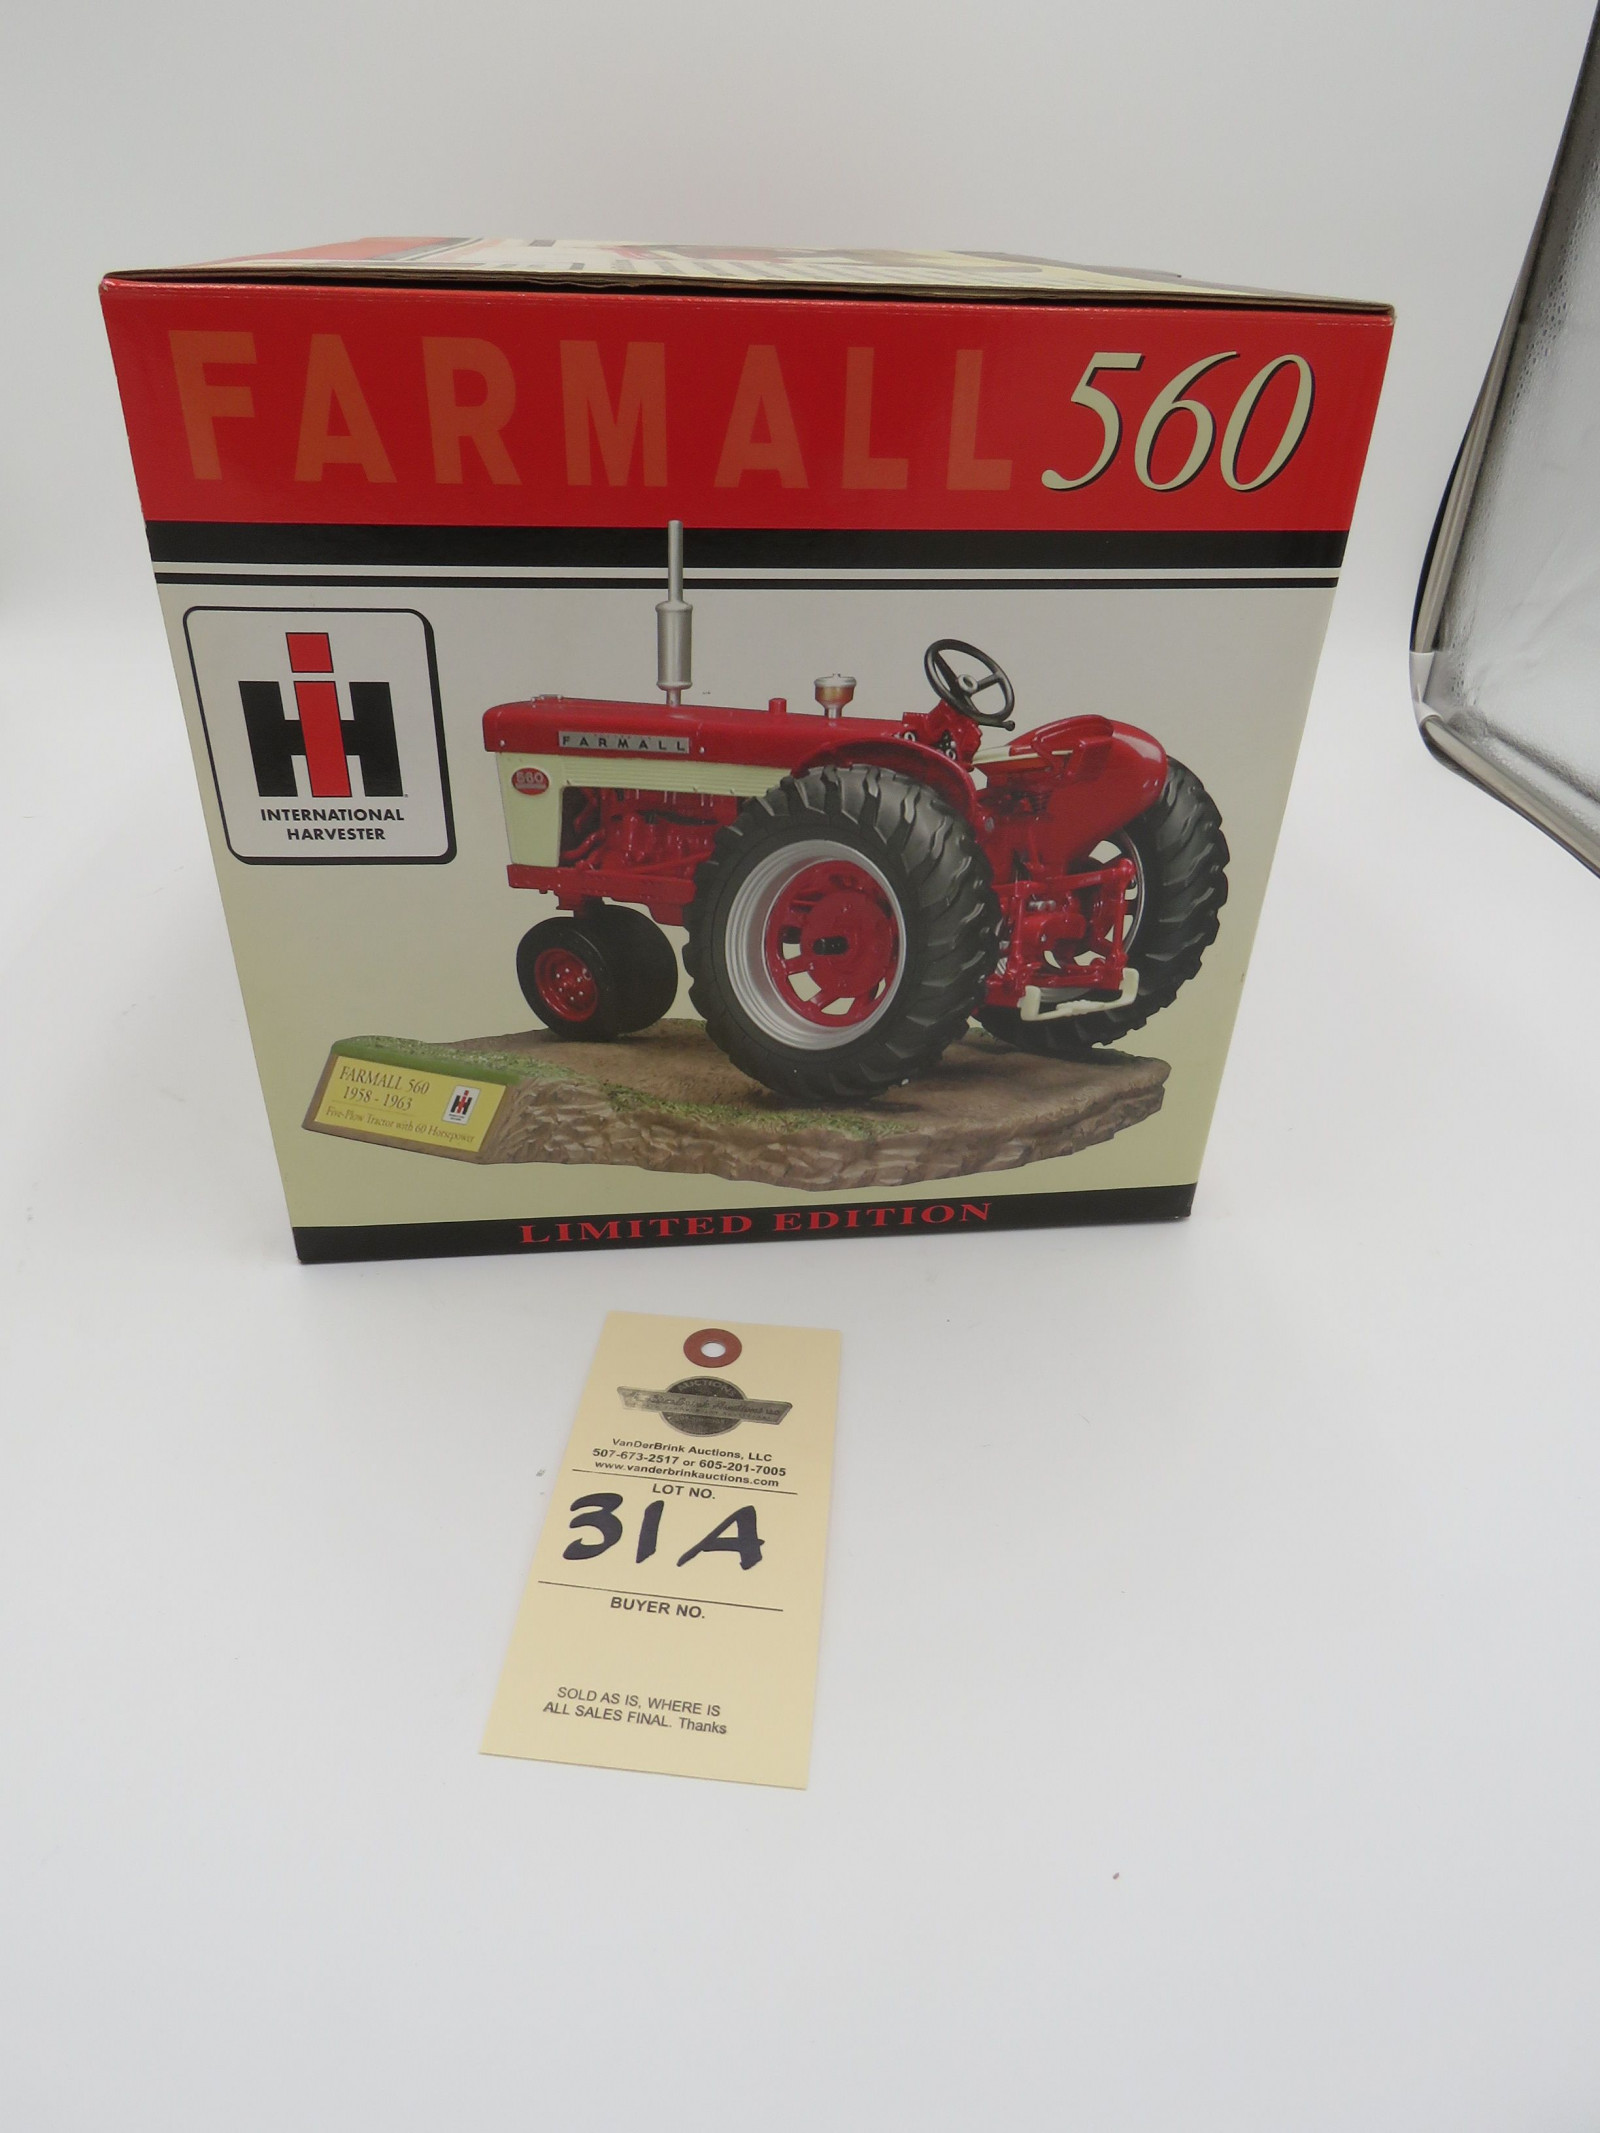 FARMALL 560
IH
INTERNATIONAL
HARVESTER
FARMALL
560
FARMALL 560
1958 - 1963
Five-Plow Tractor with 60 Horsepower
LIMITED EDITION
AUCTIONS
VanDerBrink Auctions, LLC
507-673-2517 or 605-201-7005
www.vanderbrinkauctions.com
LOT NO.
31A
BUYER NO.
SOLD AS IS, WHERE IS
ALL SALES FINAL. Thanks